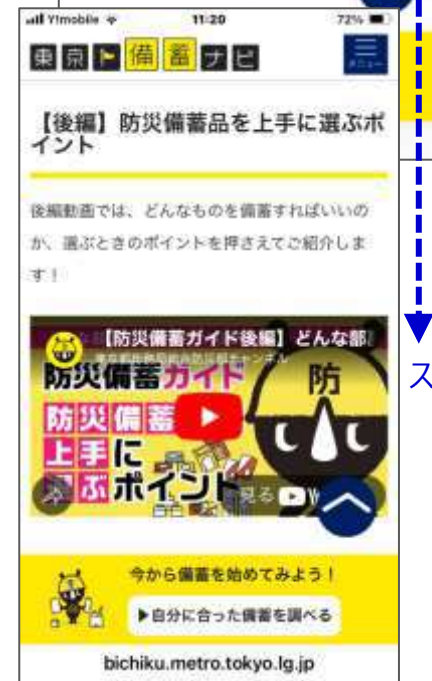 Y!mobile 11:20 72%
東京ト備蓄ナビ
メニュー
【後編】防災備蓄品を上手に選ぶポ
イント
後編動画では、どんなものを備蓄すればいいの
か、選ぶときのポイントを押さえてご紹介しま
す！
【防災備蓄ガイド後編】どんな部
防災備蓄ガイド
防
防災備蓄
上手に
選ぶポイント
見る
今から備蓄を始めてみよう！
▶自分に合った備蓄を調べる
bichiku.metro.tokyo.lg.jp
ス